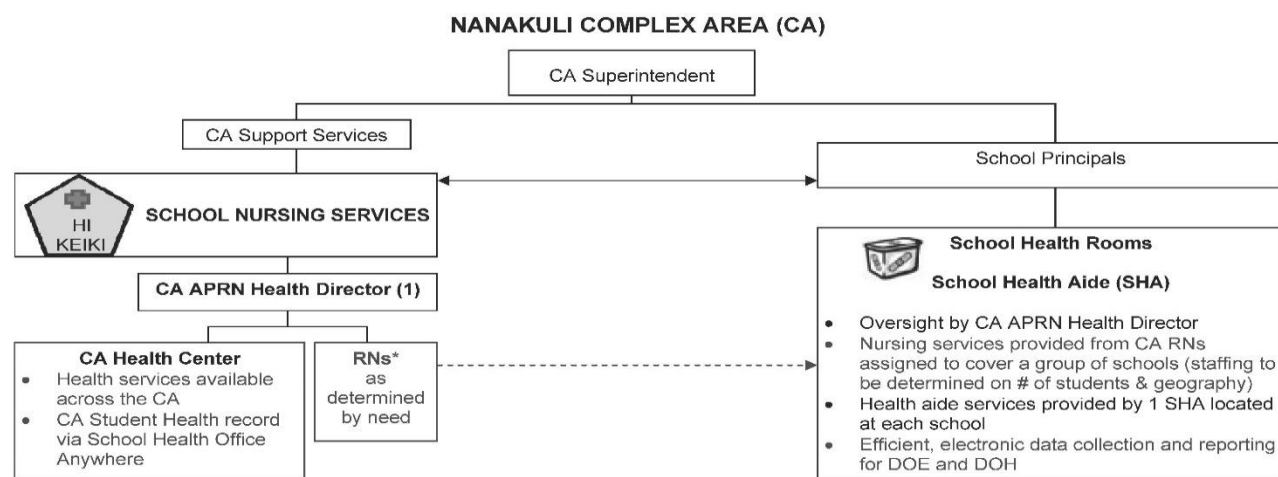 NANAKULI COMPLEX AREA (CA)
CA Superintendent
CA Support Services
School Principals
HI
KEIKI
SCHOOL NURSING SERVICES
CA APRN Health Director (1)
CA Health Center
• Health services available
across the CA
• CA Student Health record
via School Health Office
Anywhere
RNs*
as
determined
by need
School Health Rooms
School Health Aide (SHA)
• Oversight by CA APRN Health Director
• Nursing services provided from CA RNs
assigned to cover a group of schools (staffing to
be determined on # of students & geography)
• Health aide services provided by 1 SHA located
at each school
• Efficient, electronic data collection and reporting
for DOE and DOH